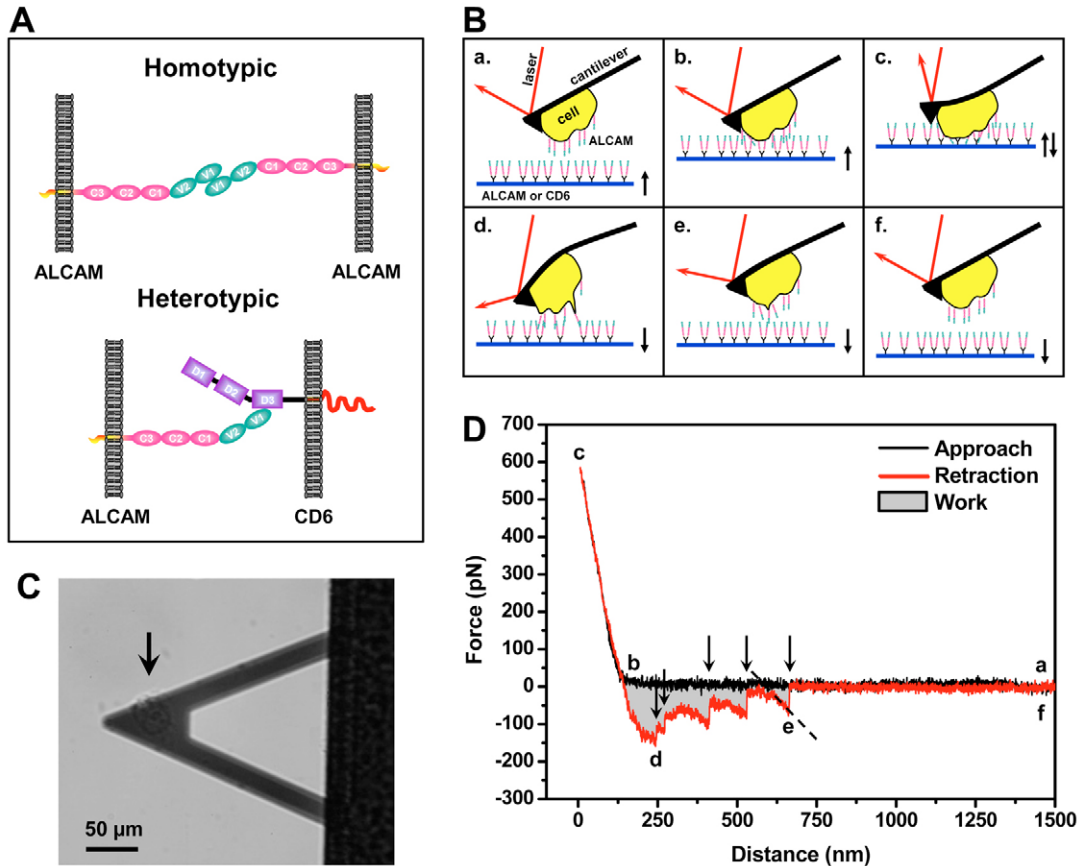 A
Homotypic
C3 C2 C1 V2 V1 V1 V2 C1 C2 C3
ALCAM ALCAM
Heterotypic
D1 D2 D3
C3 C2 C1 V2 V1
ALCAM CD6
B
a.
laser
cantilever
cell
ALCAM
ALCAM or CD6
b.
c.
d.
e.
f.
C
50 µm
D
Approach
Retraction
Work
Force (pN)
700
600
500
400
300
200
100
0
-100
-200
-300
c
b
a
d
e
f
0 250 500 750 1000 1250 1500
Distance (nm)